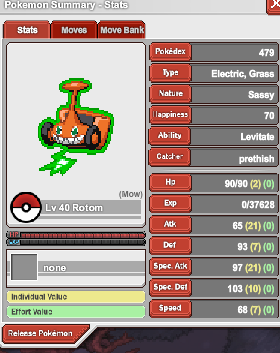 Pokemon Summary - Stats
Stats Moves Move Bank
Pokédex 479
Type Electric, Grass
Nature Sassy
Happiness 70
Ability Levitate
Catcher prethish
(Mow)
Lv 40 Rotom
none
Individual Value
Effort Value
Hp 90/90 (2) (0)
Exp 0/37628
Atk 65 (21) (0)
Def 93 (7) (0)
Spec. Atk 97 (21) (0)
Spec. Def 103 (10) (0)
Speed 68 (7) (0)
Release Pokémon